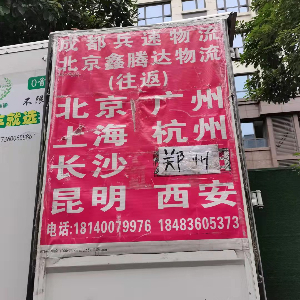 成都兵速物流
北京鑫腾达物流
(往返)
北京 广州
上海 杭州
长沙 郑州
昆明 西安
电话:18140079976 18483605373